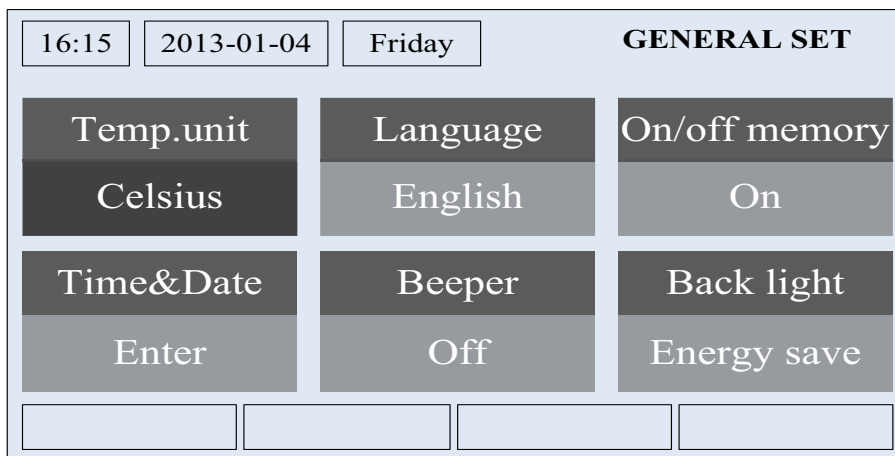 16:15 2013-01-04 Friday GENERAL SET
Temp.unit Language On/off memory
Celsius English On
Time&Date Beeper Back light
Enter Off Energy save